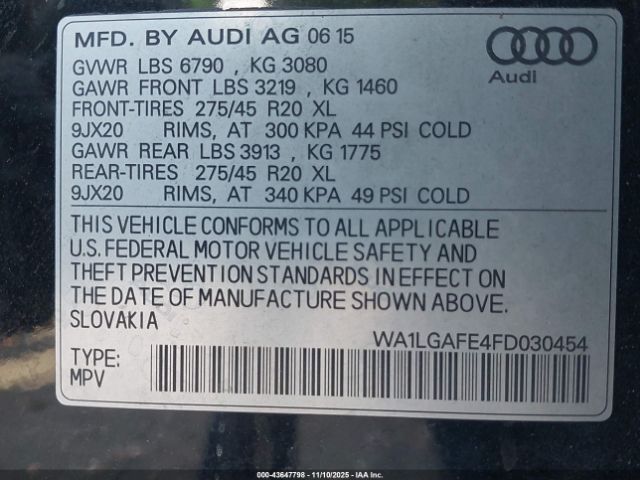 MFD. BY AUDI AG 06 15
Audi
GVWR LBS 6790 , KG 3080
GAWR FRONT LBS 3219 , KG 1460
FRONT-TIRES 275/45 R20 XL
9JX20 RIMS, AT 300 KPA 44 PSI COLD
GAWR REAR LBS 3913 , KG 1775
REAR-TIRES 275/45 R20 XL
9JX20 RIMS, AT 340 KPA 49 PSI COLD
THIS VEHICLE CONFORMS TO ALL APPLICABLE
U.S. FEDERAL MOTOR VEHICLE SAFETY AND
THEFT PREVENTION STANDARDS IN EFFECT ON
THE DATE OF MANUFACTURE SHOWN ABOVE.
SLOVAKIA
WA1LGAFE4FD030454
TYPE:
MPV
Stock #: 43647798 - 11/10/2025 - IAA Inc.